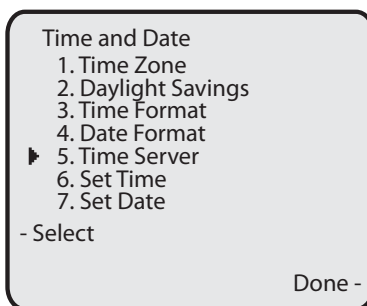 Time and Date
1. Time Zone
2. Daylight Savings
3. Time Format
4. Date Format
5. Time Server
6. Set Time
7. Set Date
- Select
Done -